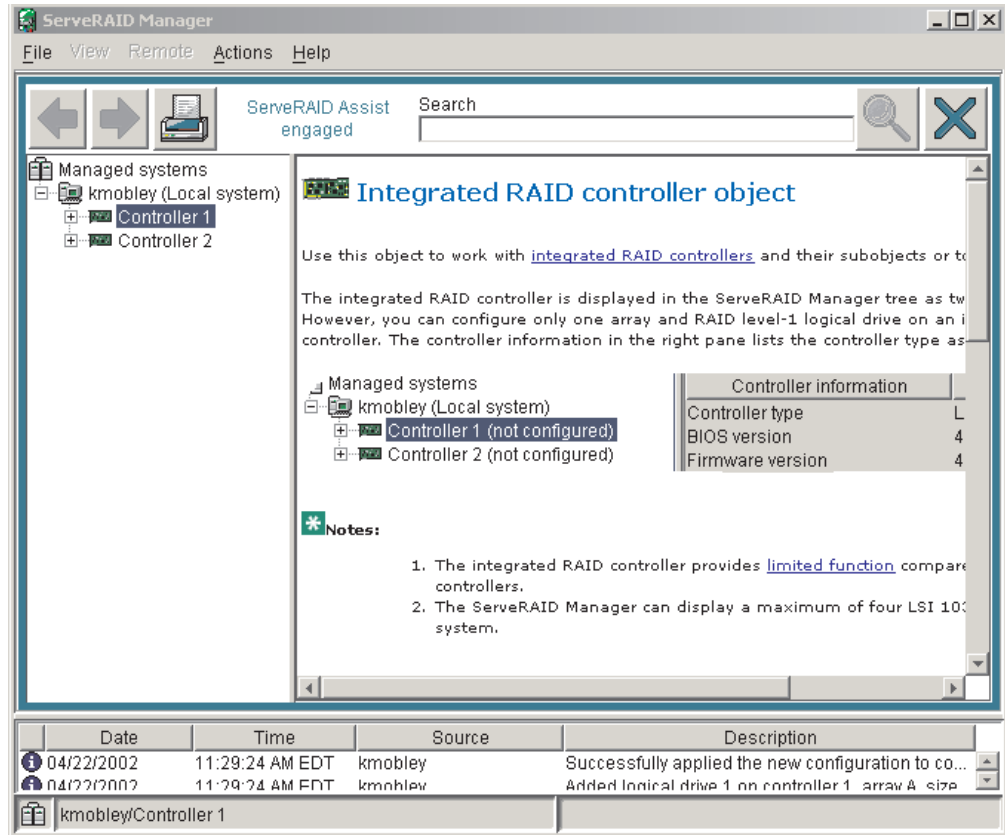 ServeRAID Manager
File View Remote Actions Help
ServeRAID Assist
engaged
Search
Managed systems
kmobley (Local system)
Controller 1
Controller 2
Integrated RAID controller object
Use this object to work with integrated RAID controllers and their subobjects or to
The integrated RAID controller is displayed in the ServeRAID Manager tree as tw
However, you can configure only one array and RAID level-1 logical drive on an i
controller. The controller information in the right pane lists the controller type as
Managed systems
kmobley (Local system)
Controller 1 (not configured)
Controller 2 (not configured)
Controller information
Controller type L
BIOS version 4
Firmware version 4
Notes:
1. The integrated RAID controller provides limited function compare
controllers.
2. The ServeRAID Manager can display a maximum of four LSI 103
system.
Date Time Source Description
04/22/2002 11:29:24 AM EDT kmobley Successfully applied the new configuration to co...
04/22/2002 11:29:24 AM EDT kmobley Added logical drive 1 on controller 1 array A size
kmobley/Controller 1